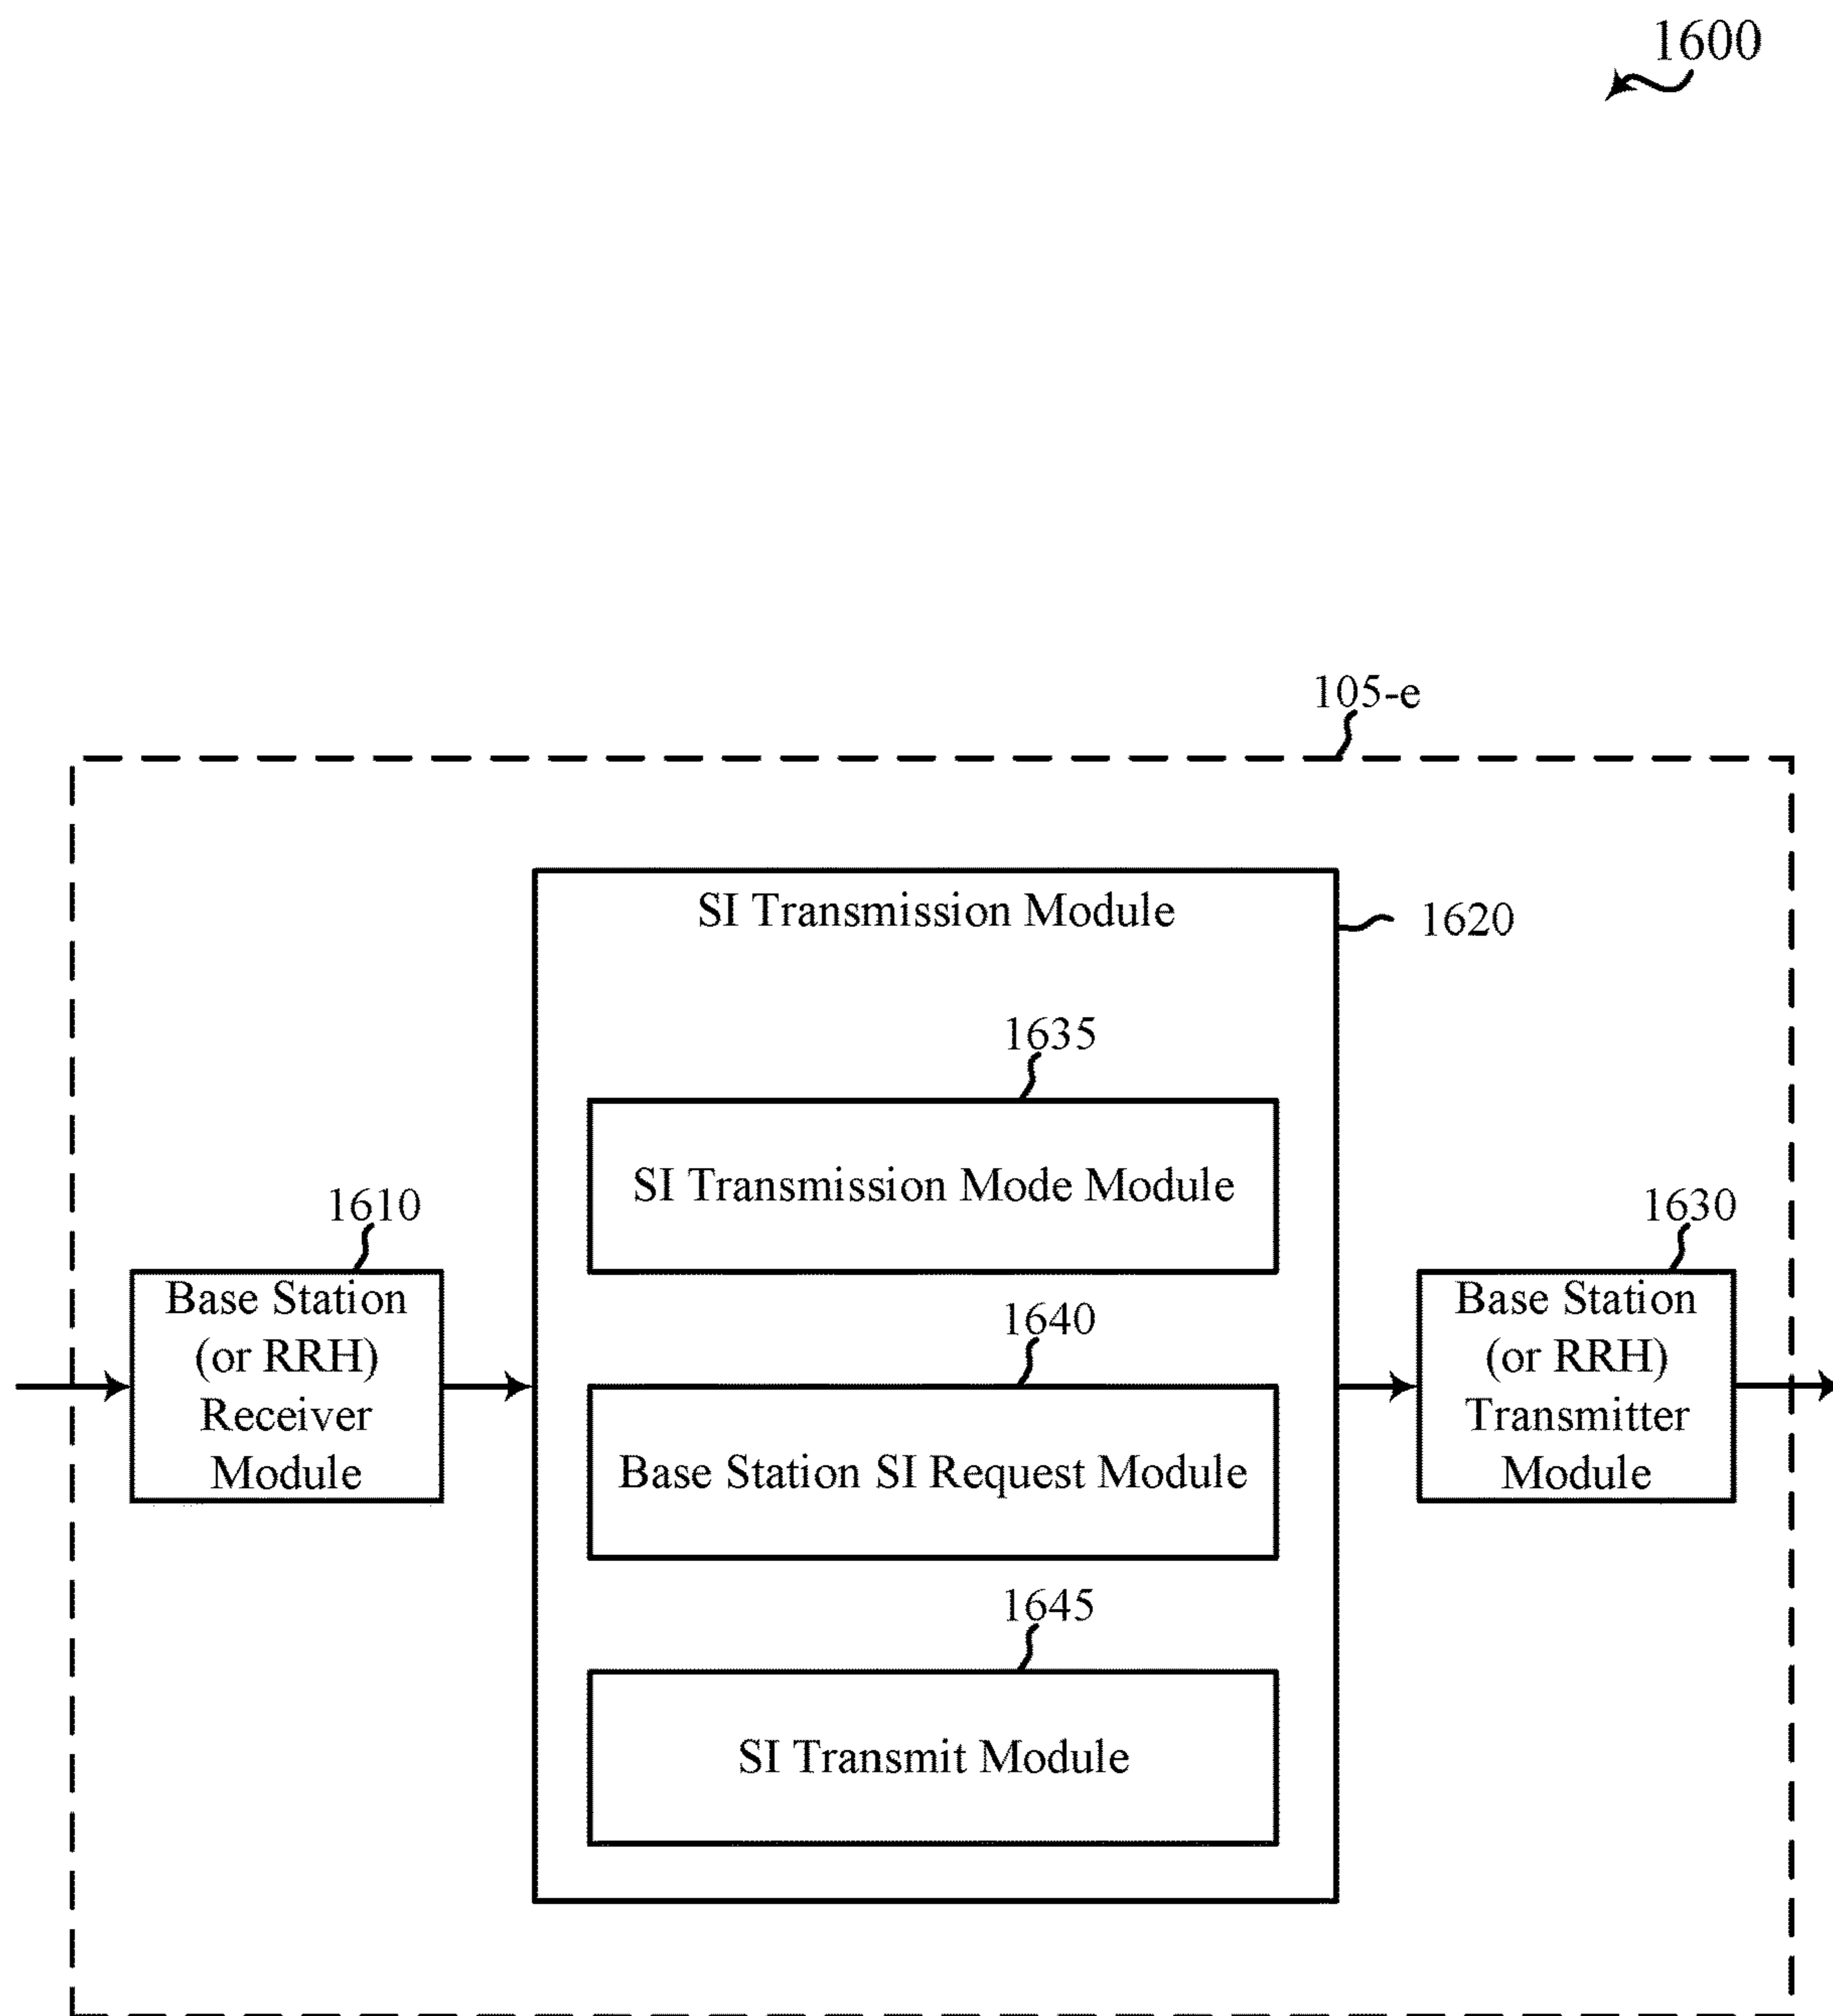 1600
105-e
SI Transmission Module
1620
1635
SI Transmission Mode Module
1610
Base Station
(or RRH)
Receiver
Module
1640
Base Station SI Request Module
1630
Base Station
(or RRH)
Transmitter
Module
1645
SI Transmit Module